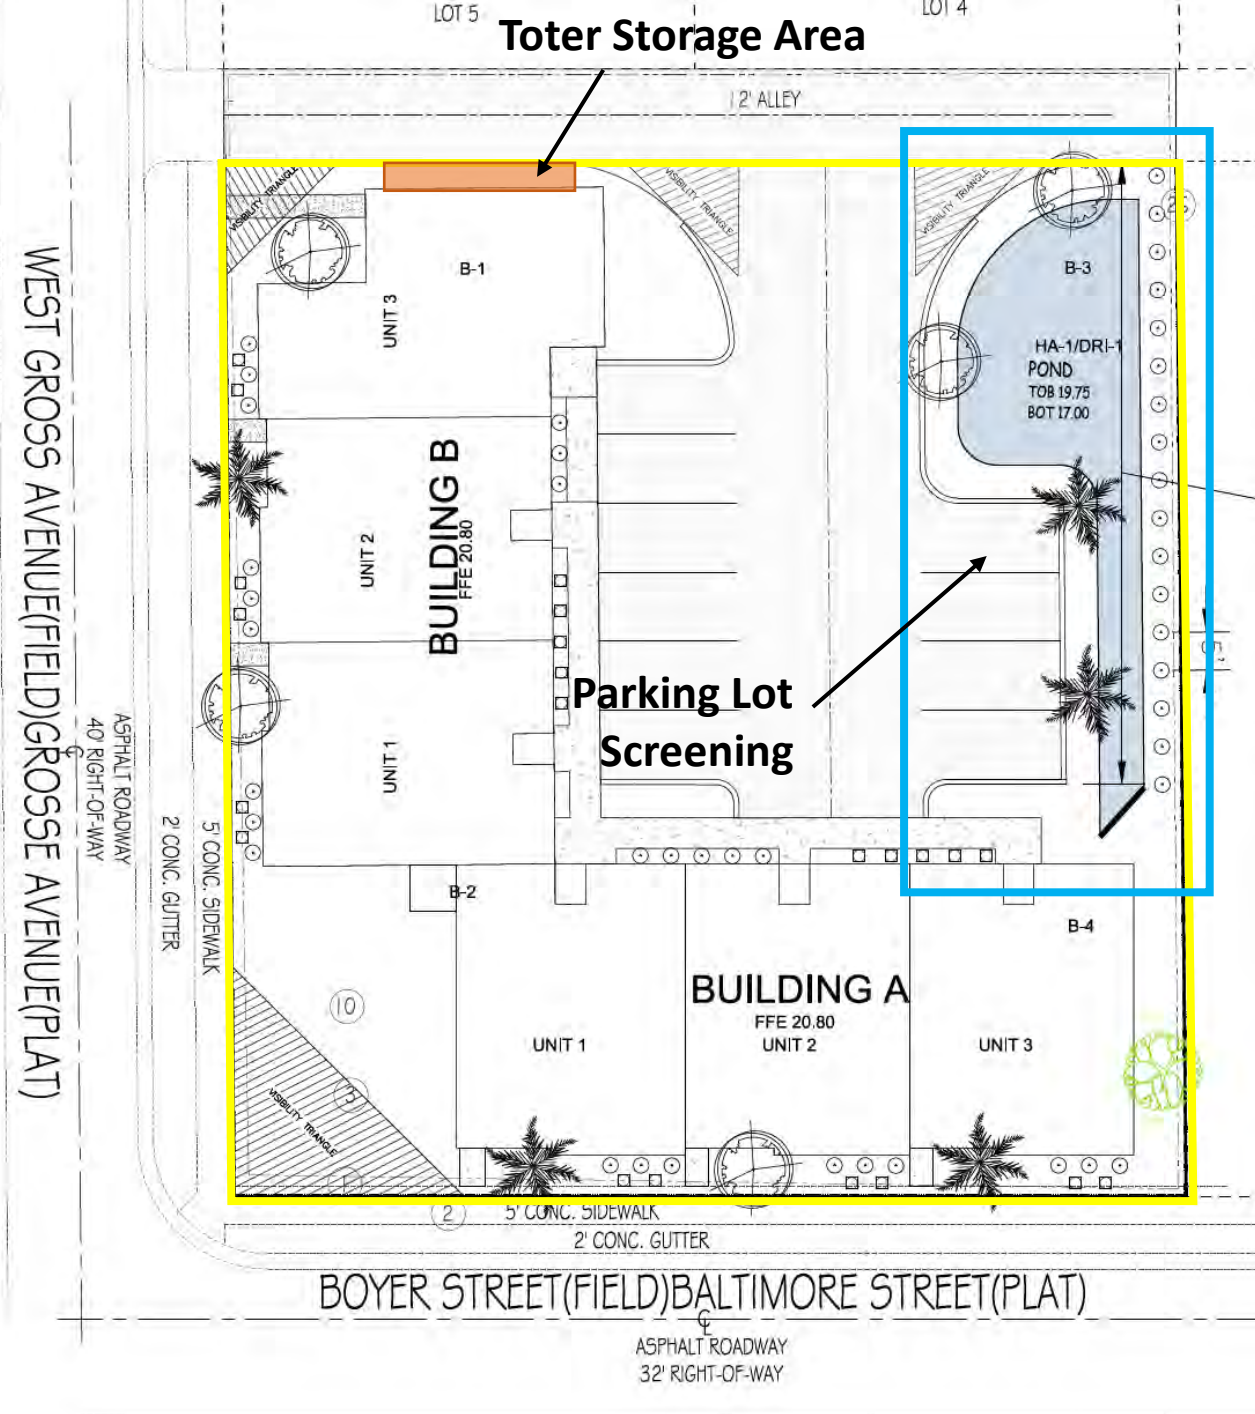 LOT 5
LOT 4
Toter Storage Area
12' ALLEY
VISIBILITY TRIANGLE
VISIBILITY TRIANGLE
VISIBILITY TRIANGLE
B-1
B-3
UNIT 3
HA-1/DRI-1
POND
TOB 19.75
BOT 17.00
WEST GROSS AVENUE(FIELD)GROSSE AVENUE(PLAT)
BUILDING B
FFE 20.80
UNIT 2
5'
Parking Lot
Screening
UNIT 1
ASPHALT ROADWAY
40' RIGHT-OF-WAY
2' CONC. GUTTER
5' CONC. SIDEWALK
B-2
B-4
BUILDING A
FFE 20.80
UNIT 1
UNIT 2
UNIT 3
10
3
VISIBILITY TRIANGLE
1
2
5' CONC. SIDEWALK
2' CONC. GUTTER
BOYER STREET(FIELD)BALTIMORE STREET(PLAT)
ASPHALT ROADWAY
32' RIGHT-OF-WAY